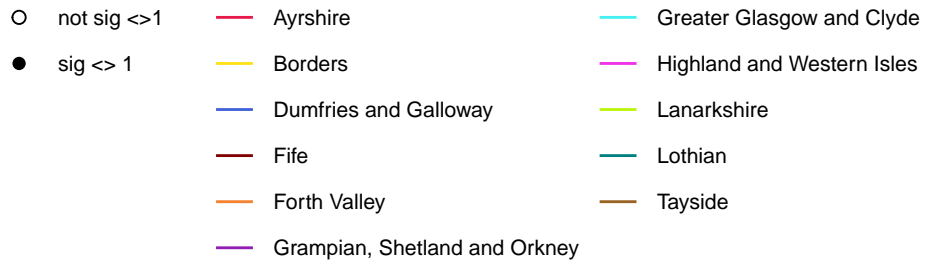 not sig <>1
sig <> 1
Ayrshire
Borders
Dumfries and Galloway
Fife
Forth Valley
Grampian, Shetland and Orkney
Greater Glasgow and Clyde
Highland and Western Isles
Lanarkshire
Lothian
Tayside